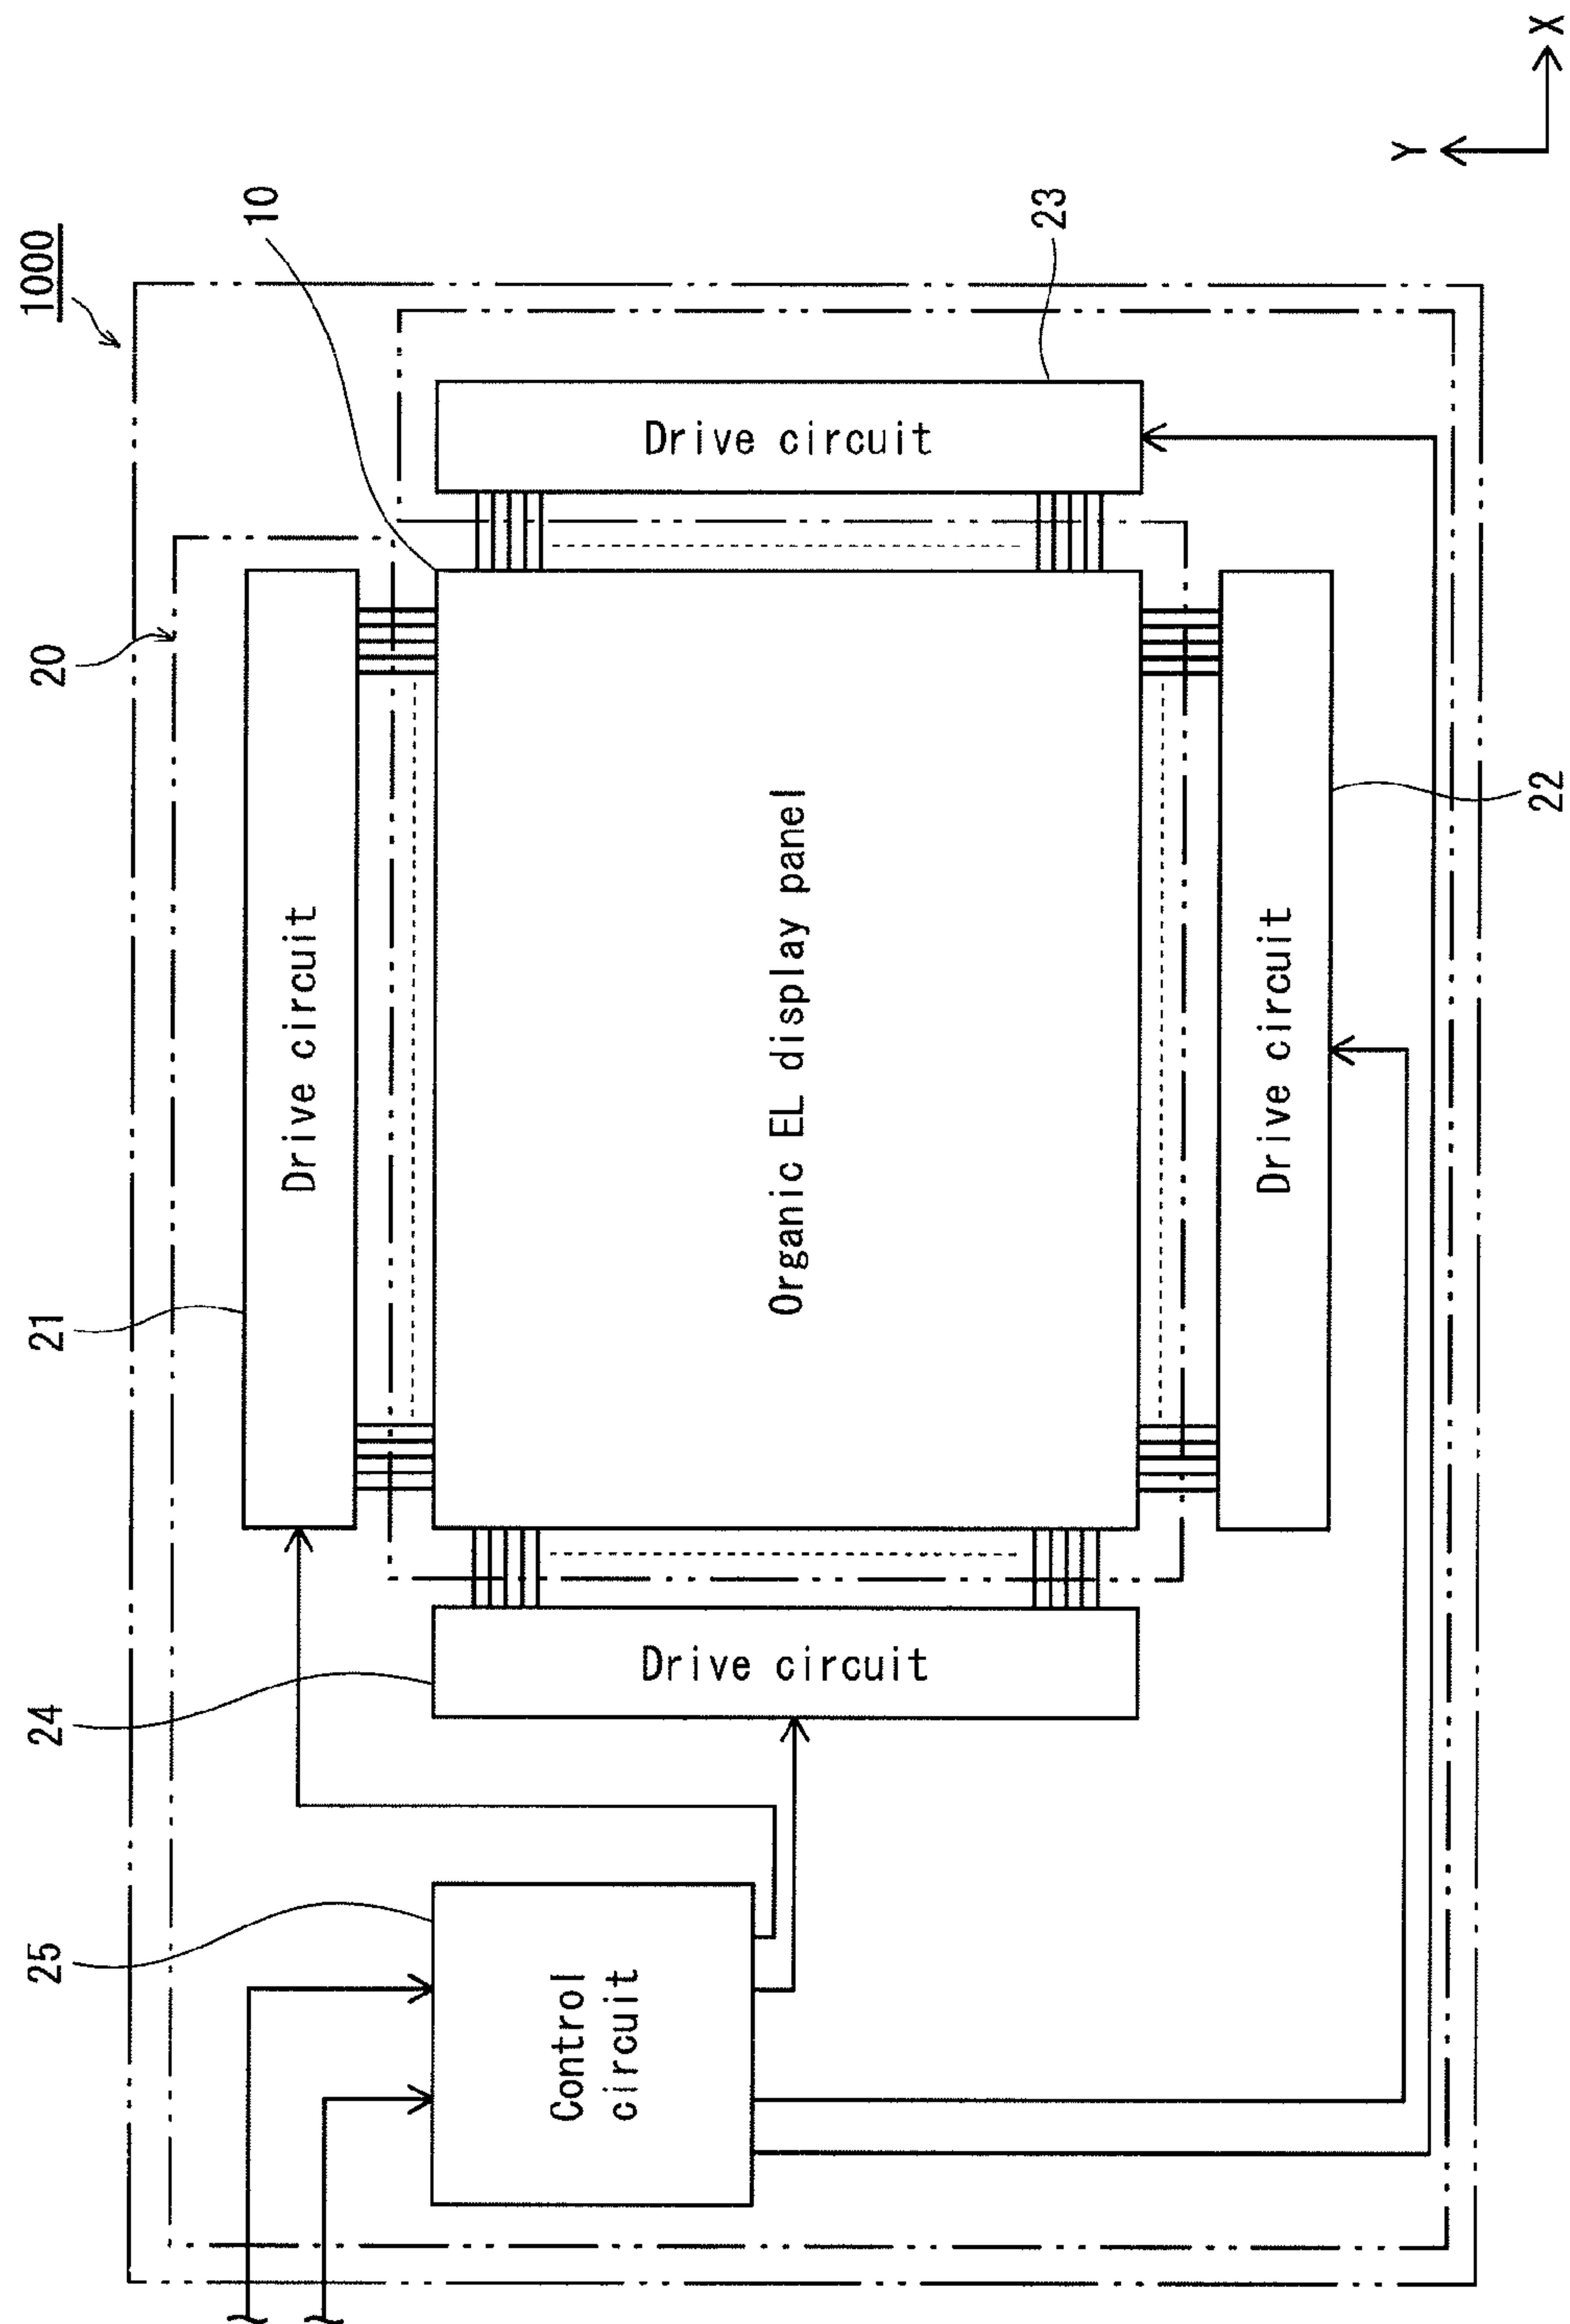 1000
20
21
24
25
10
Drive circuit
Drive circuit
Organic EL display panel
Drive circuit
Control
circuit
Drive circuit
23
22
Y
X